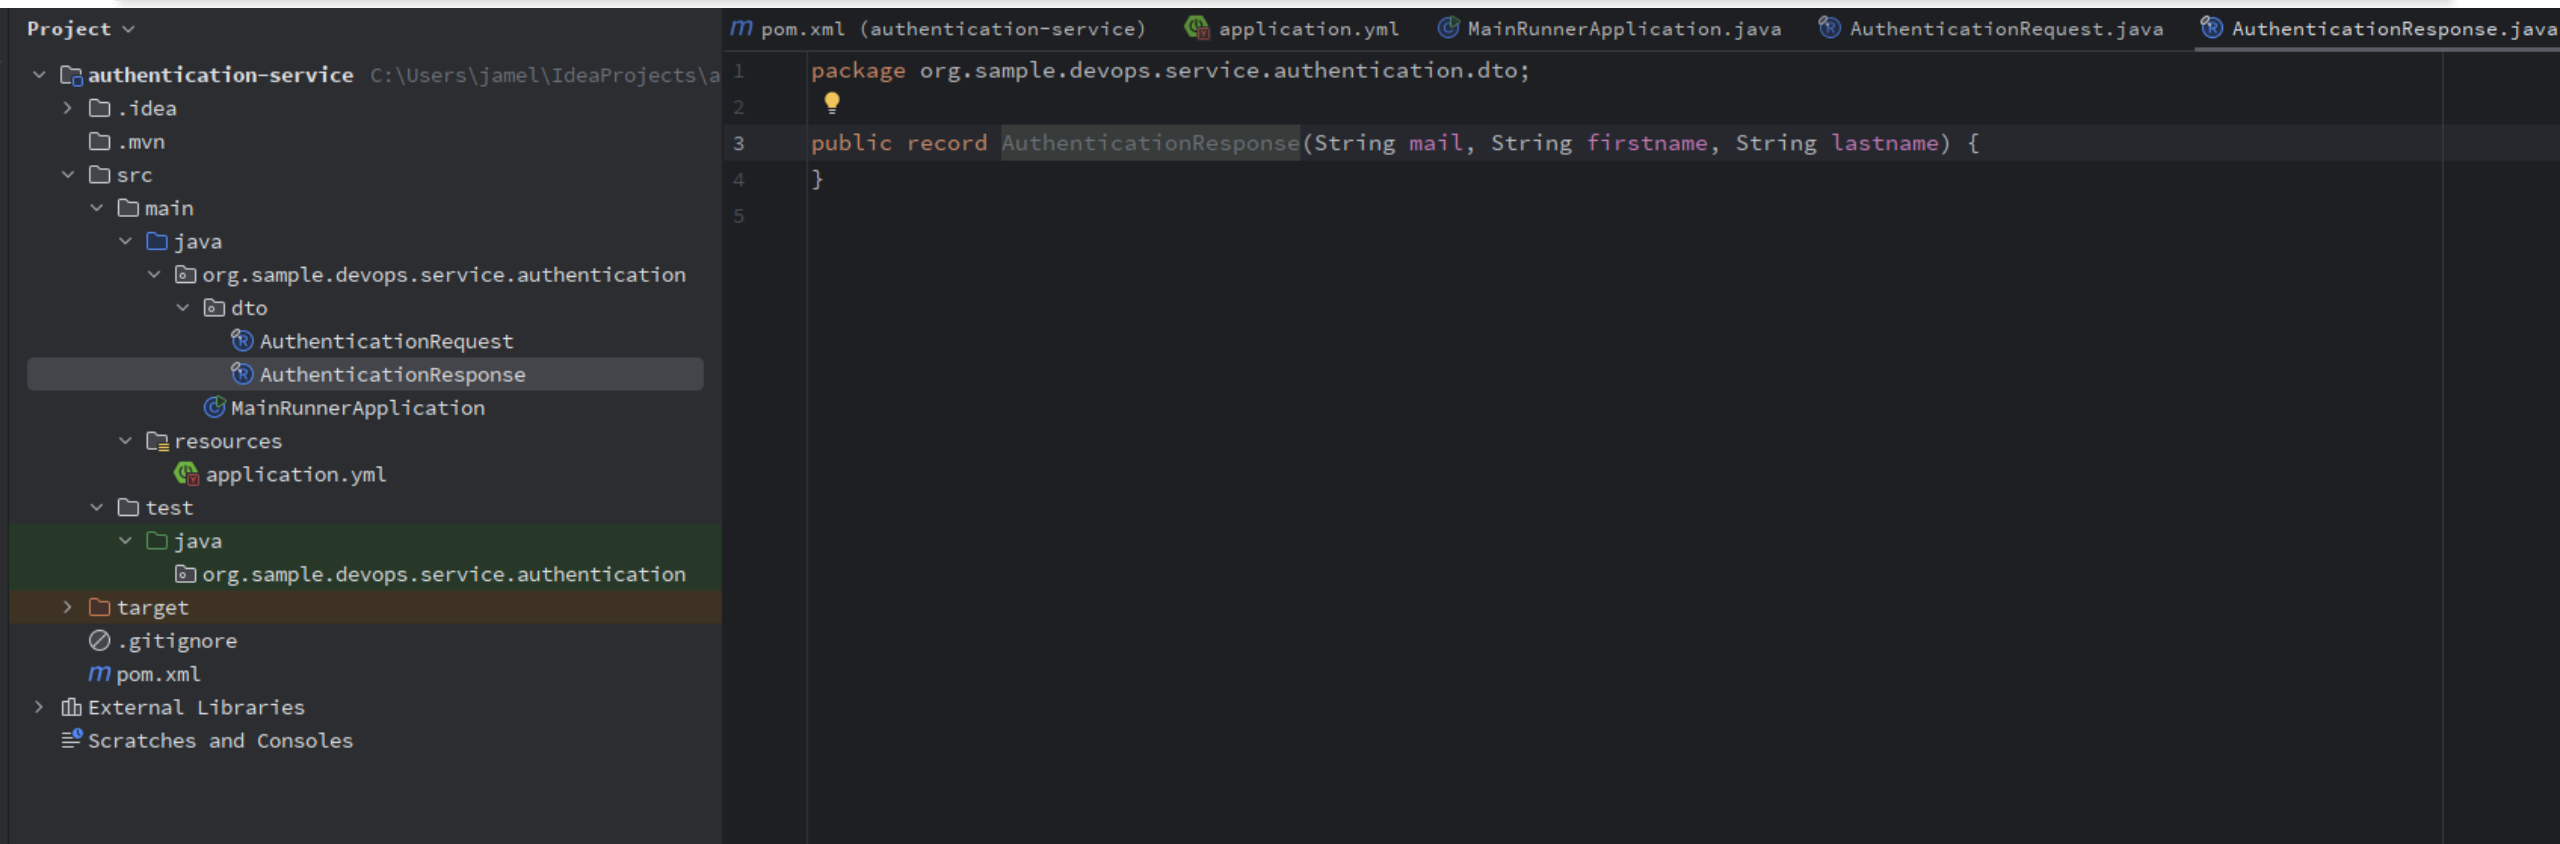 Project
authentication-service C:\Users\jamel\IdeaProjects\a
.idea
.mvn
src
main
java
org.sample.devops.service.authentication
dto
AuthenticationRequest
AuthenticationResponse
MainRunnerApplication
resources
application.yml
test
java
org.sample.devops.service.authentication
target
.gitignore
m pom.xml
External Libraries
Scratches and Consoles
m pom.xml (authentication-service) application.yml MainRunnerApplication.java AuthenticationRequest.java AuthenticationResponse.java
1 package org.sample.devops.service.authentication.dto;
2
3 public record AuthenticationResponse(String mail, String firstname, String lastname) {
4 }
5